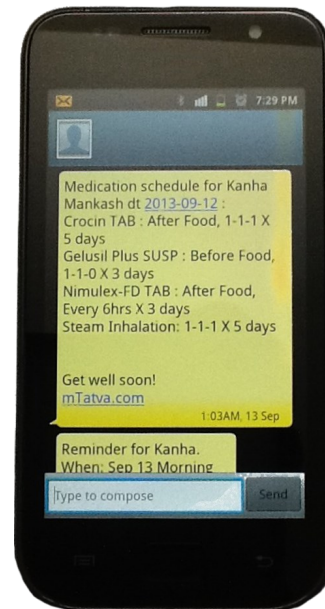 7:29 PM
Medication schedule for Kanha
Mankash dt 2013-09-12 :
Crocin TAB : After Food, 1-1-1 X
5 days
Gelusil Plus SUSP : Before Food,
1-1-0 X 3 days
Nimulex-FD TAB : After Food,
Every 6hrs X 3 days
Steam Inhalation: 1-1-1 X 5 days
Get well soon!
mTatva.com
1:03AM, 13 Sep
Reminder for Kanha.
When: Sep 13 Morning
Type to compose
Send